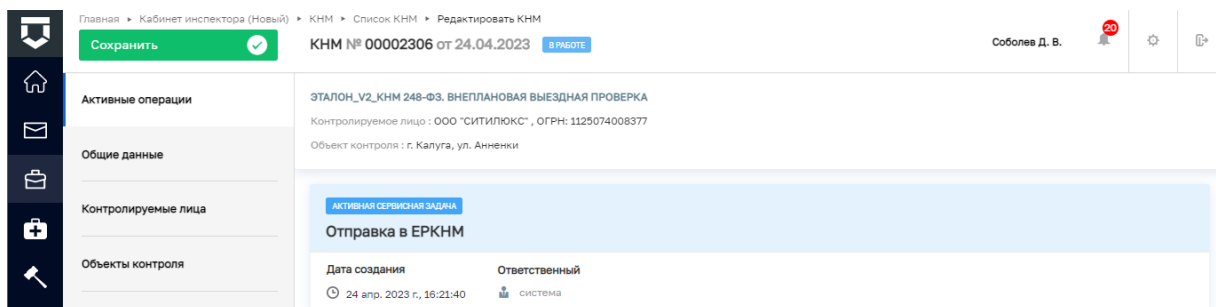 Главная ▸ Кабинет инспектора (Новый) ▸ КНМ ▸ Список КНМ ▸ Редактировать КНМ
Сохранить
КНМ № 00002306 от 24.04.2023 В РАБОТЕ
Соболев Д. В.
20
Активные операции
Общие данные
Контролируемые лица
Объекты контроля
ЭТАЛОН_V2_КНМ 248-ФЗ. ВНЕПЛАНОВАЯ ВЫЕЗДНАЯ ПРОВЕРКА
Контролируемое лицо : ООО "СИТИЛЮКС" , ОГРН: 1125074008377
Объект контроля : г. Калуга, ул. Анненки
АКТИВНАЯ СЕРВИСНАЯ ЗАДАЧА
Отправка в ЕРКНМ
Дата создания Ответственный
24 апр. 2023 г., 16:21:40 система